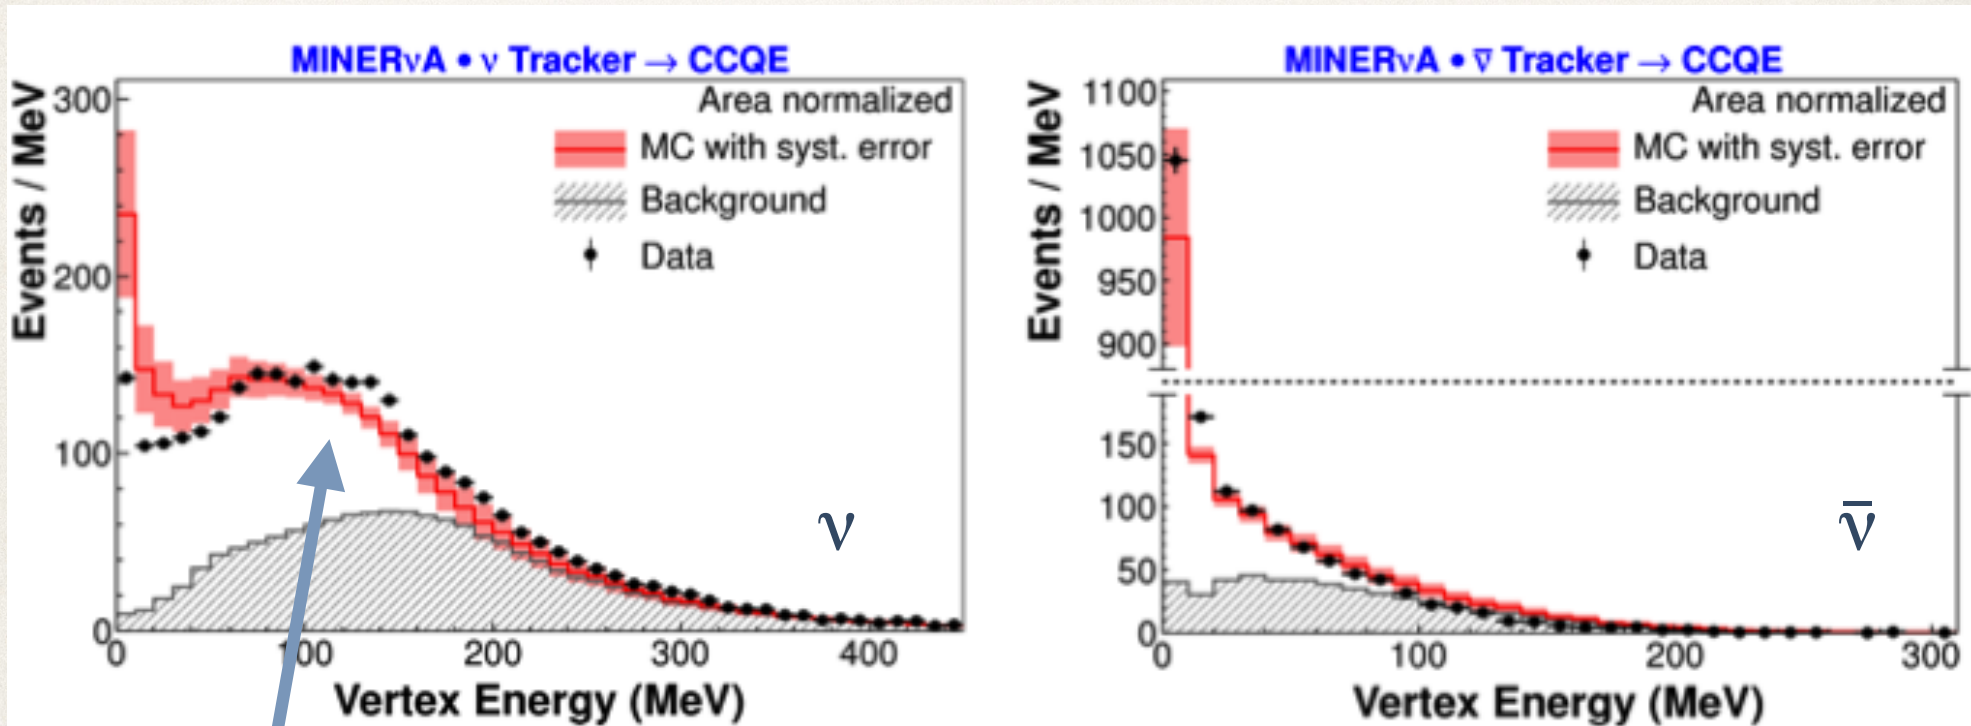 MINERνA • ν Tracker → CCQE
Events / MeV
300
200
100
0
Area normalized
MC with syst. error
Background
Data
ν
0 100 200 300 400
Vertex Energy (MeV)
MINERνA • ν̄ Tracker → CCQE
Events / MeV
1100
1050
1000
950
900
150
100
50
0
Area normalized
MC with syst. error
Background
Data
ν̄
0 100 200 300
Vertex Energy (MeV)